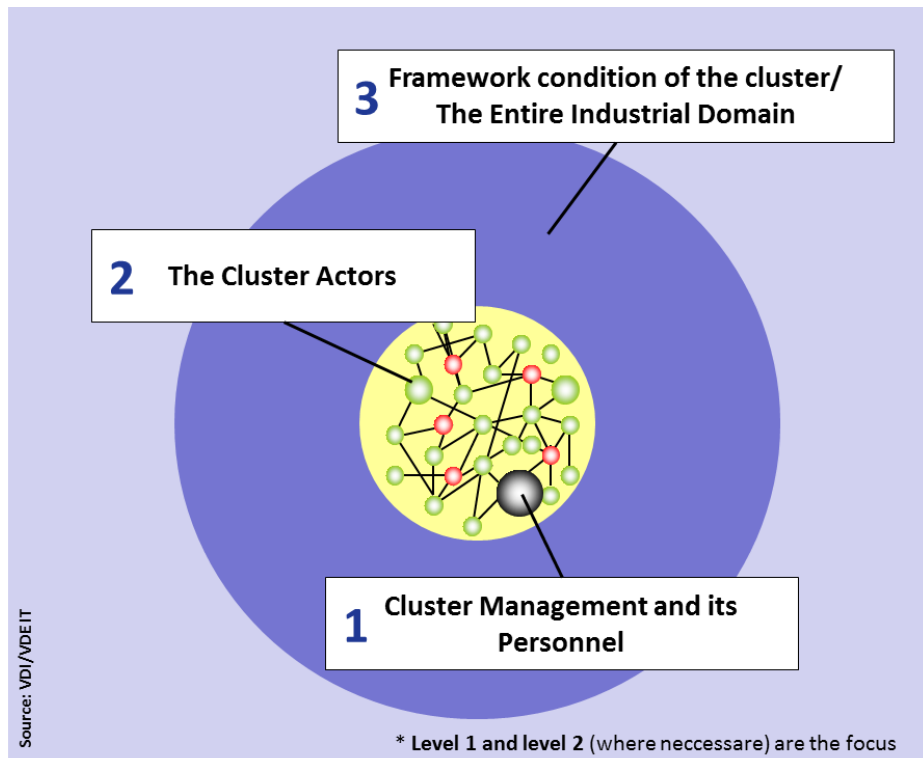 3 Framework condition of the cluster/
The Entire Industrial Domain
2 The Cluster Actors
1 Cluster Management and its
Personnel
Source: VDI/VDE IT
* Level 1 and level 2 (where neccessare) are the focus